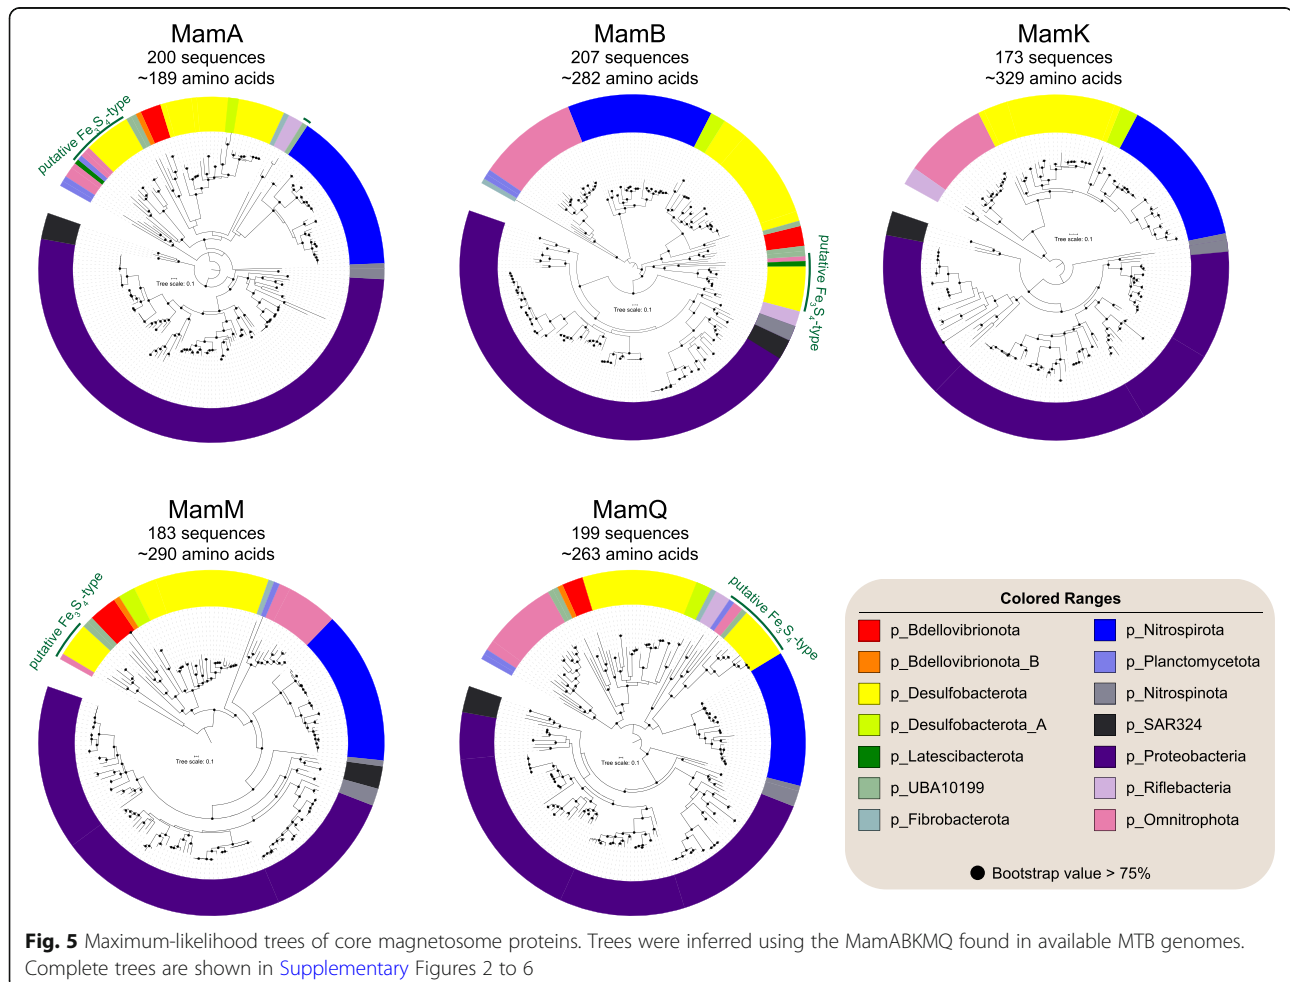 MamA
200 sequences
~189 amino acids
putative Fe3S4-type
Tree scale: 0.1
MamB
207 sequences
~282 amino acids
putative Fe3S4-type
Tree scale: 0.1
MamK
173 sequences
~329 amino acids
Tree scale: 0.1
MamM
183 sequences
~290 amino acids
putative Fe3S4-type
Tree scale: 0.1
MamQ
199 sequences
~263 amino acids
putative Fe3S4-type
Tree scale: 0.1
Colored Ranges
p_Bdellovibrionota
p_Bdellovibrionota_B
p_Desulfobacterota
p_Desulfobacterota_A
p_Latescibacterota
p_UBA10199
p_Fibrobacterota
p_Nitrospirota
p_Planctomycetota
p_Nitrospinota
p_SAR324
p_Proteobacteria
p_Riflebacteria
p_Omnitrophota
Bootstrap value > 75%
Fig. 5 Maximum-likelihood trees of core magnetosome proteins. Trees were inferred using the MamABKMQ found in available MTB genomes.
Complete trees are shown in Supplementary Figures 2 to 6